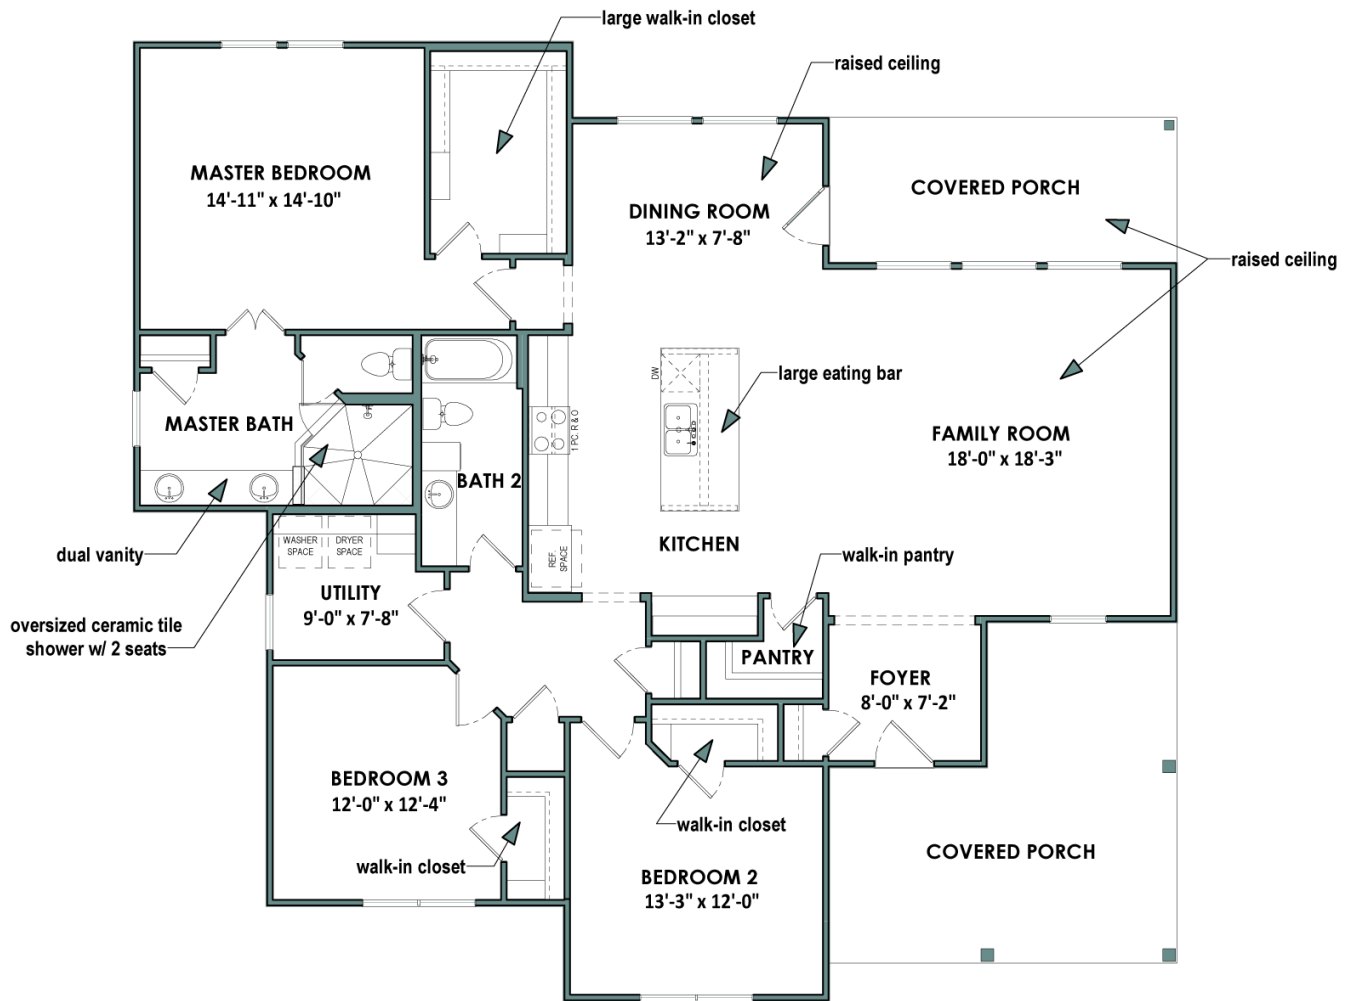 large walk-in closet
raised ceiling
MASTER BEDROOM
14'-11" x 14'-10"
COVERED PORCH
DINING ROOM
13'-2" x 7'-8"
raised ceiling
DW
large eating bar
1 PC. R & O
MASTER BATH
FAMILY ROOM
18'-0" x 18'-3"
BATH 2
KITCHEN
WASHER
SPACE
DRYER
SPACE
REF.
SPACE
dual vanity
walk-in pantry
UTILITY
9'-0" x 7'-8"
oversized ceramic tile
shower w/ 2 seats
PANTRY
FOYER
8'-0" x 7'-2"
BEDROOM 3
12'-0" x 12'-4"
walk-in closet
walk-in closet
COVERED PORCH
BEDROOM 2
13'-3" x 12'-0"